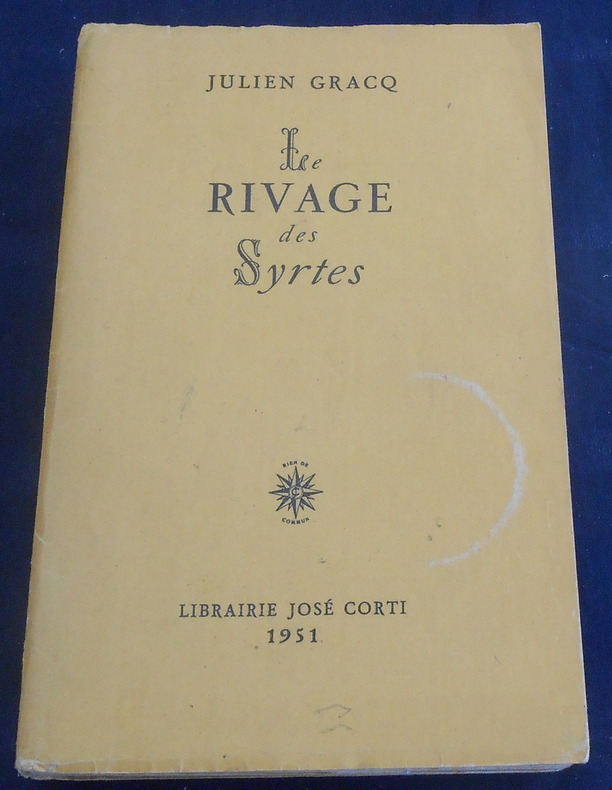 JULIEN GRACQ
Le
RIVAGE
des
Syrtes
RIEN DE
COMMUN
LIBRAIRIE JOSÉ CORTI
1951